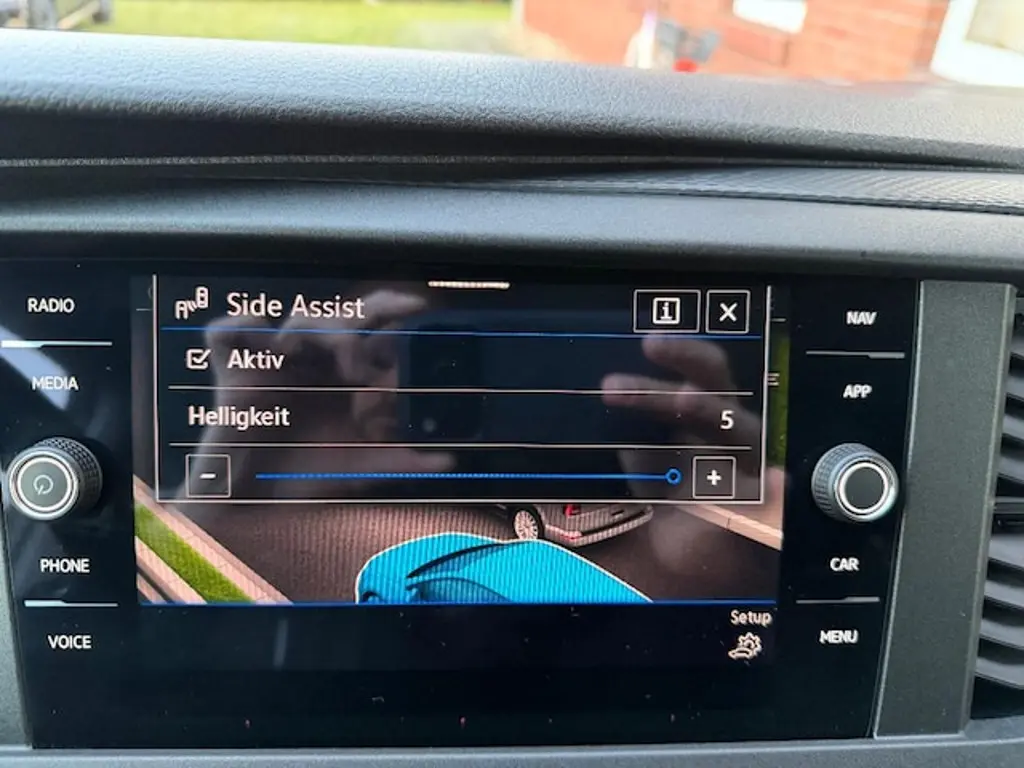 RADIO
MEDIA
PHONE
VOICE
Side Assist
i
Aktiv
Helligkeit 5
- +
Setup
NAV
APP
CAR
MENU